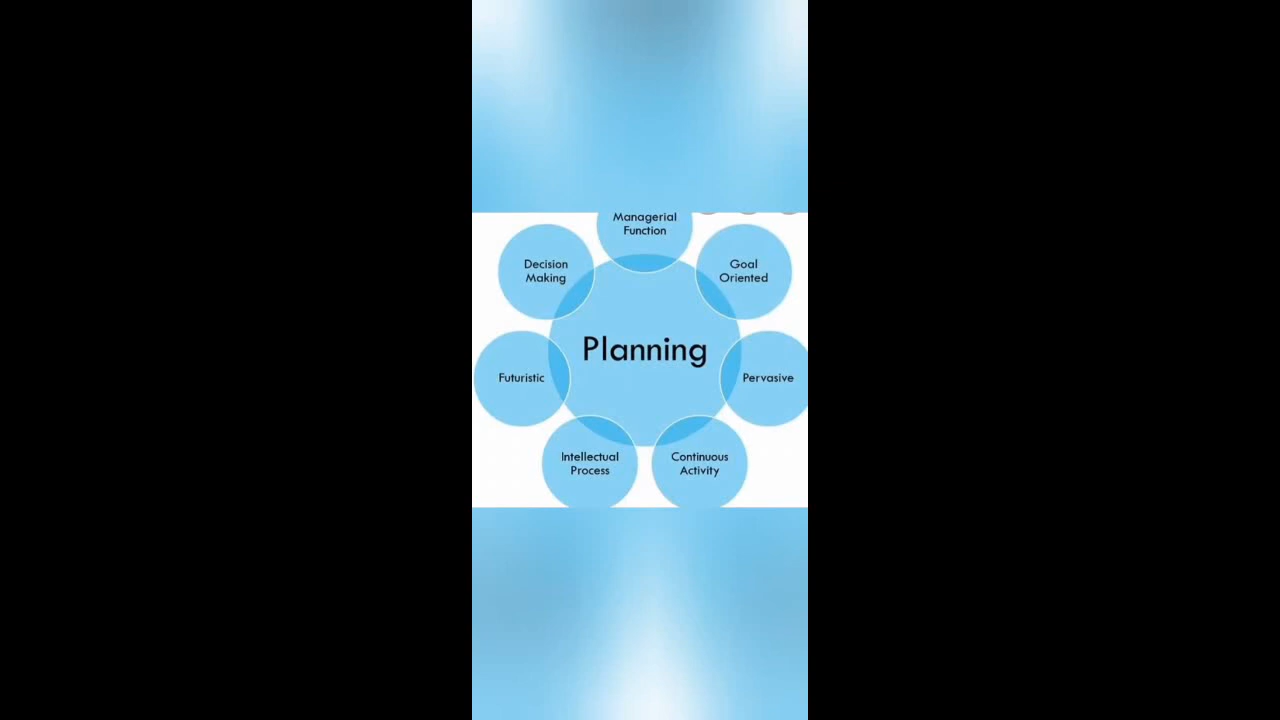 Managerial
Function
Decision
Making
Goal
Oriented
Planning
Futuristic
Pervasive
Intellectual
Process
Continuous
Activity